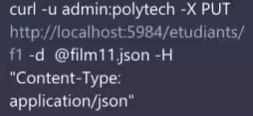 curl -u admin:polytech -X PUT
http://localhost:5984/etudiants/
f1 -d @film11.json -H
"Content-Type:
application/json"